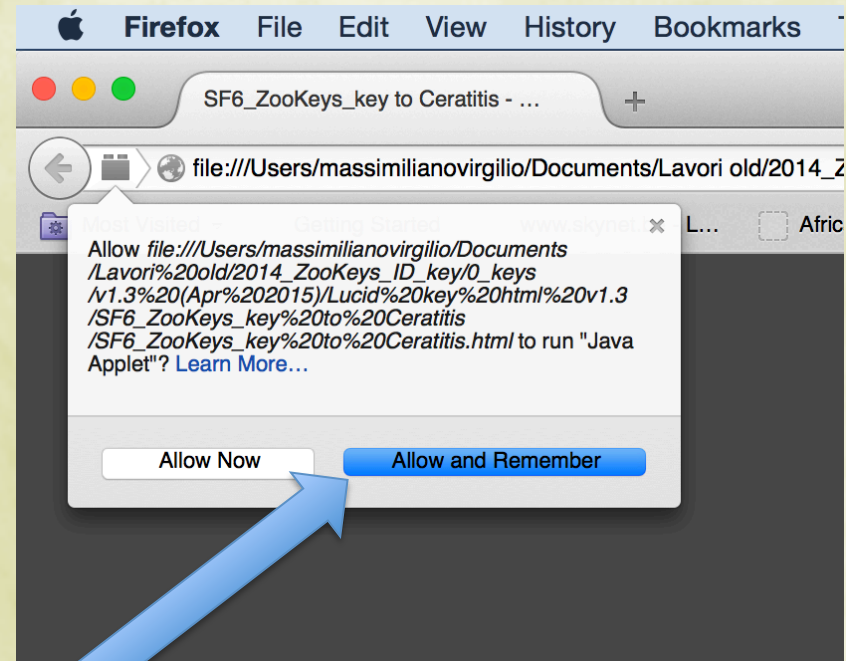 Firefox File Edit View History Bookmarks
SF6_ZooKeys_key to Ceratitis - ...
file:///Users/massimilianovirgilio/Documents/Lavori old/2014_Z
Most Visited Getting Started www.skynet.b L... Afric
Allow file:///Users/massimilianovirgilio/Documents
/Lavori%20old/2014_ZooKeys_ID_key/0_keys
/v1.3%20(Apr%202015)/Lucid%20key%20html%20v1.3
/SF6_ZooKeys_key%20to%20Ceratitis
/SF6_ZooKeys_key%20to%20Ceratitis.html to run "Java
Applet"? Learn More…
Allow Now Allow and Remember